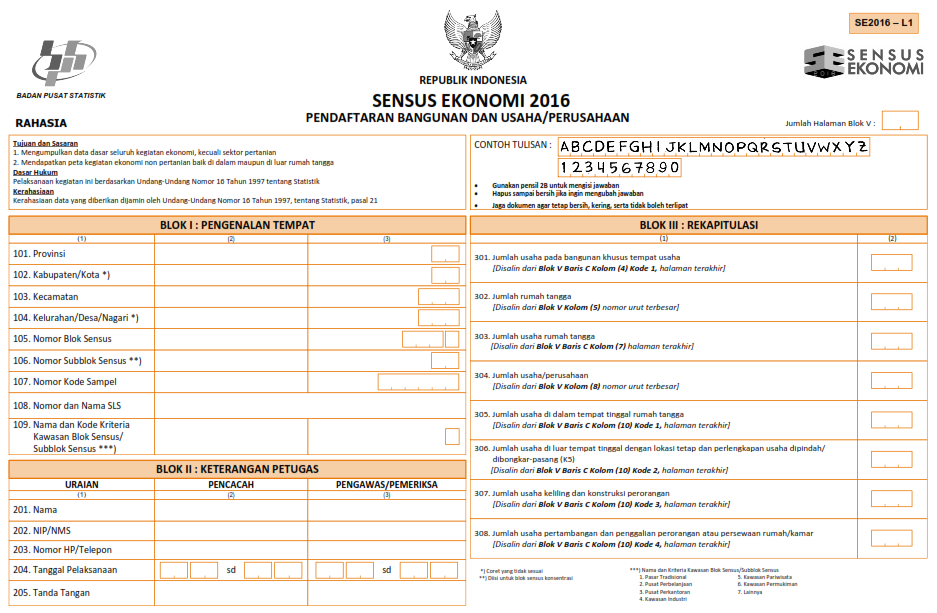 SE2016 – L1
BADAN PUSAT STATISTIK
SENSUS
EKONOMI
2016
REPUBLIK INDONESIA
SENSUS EKONOMI 2016
PENDAFTARAN BANGUNAN DAN USAHA/PERUSAHAAN
RAHASIA
Jumlah Halaman Blok V :
Tujuan dan Sasaran
1. Mengumpulkan data dasar seluruh kegiatan ekonomi, kecuali sektor pertanian
2. Mendapatkan peta kegiatan ekonomi non pertanian baik di dalam maupun di luar rumah tangga
Dasar Hukum
Pelaksanaan kegiatan ini berdasarkan Undang-Undang Nomor 16 Tahun 1997 tentang Statistik
Kerahasiaan
Kerahasiaan data yang diberikan dijamin oleh Undang-Undang Nomor 16 Tahun 1997, tentang Statistik, pasal 21
CONTOH TULISAN : ABCDEFGHIJKLMNOPQRSTUVWXYZ
1234567890
• Gunakan pensil 2B untuk mengisi jawaban
• Hapus sampai bersih jika ingin mengubah jawaban
• Jaga dokumen agar tetap bersih, kering, serta tidak boleh terlipat
BLOK I : PENGENALAN TEMPAT
(1) (2) (3)
101. Provinsi
102. Kabupaten/Kota *)
103. Kecamatan
104. Kelurahan/Desa/Nagari *)
105. Nomor Blok Sensus
106. Nomor Subblok Sensus **)
107. Nomor Kode Sampel
108. Nomor dan Nama SLS
109. Nama dan Kode Kriteria
Kawasan Blok Sensus/
Subblok Sensus ***)
BLOK II : KETERANGAN PETUGAS
URAIAN PENCACAH PENGAWAS/PEMERIKSA
(1) (2) (3)
201. Nama
202. NIP/NMS
203. Nomor HP/Telepon
204. Tanggal Pelaksanaan sd sd
205. Tanda Tangan
BLOK III : REKAPITULASI
(1) (2)
301. Jumlah usaha pada bangunan khusus tempat usaha
[Disalin dari Blok V Baris C Kolom (4) Kode 1, halaman terakhir]
302. Jumlah rumah tangga
[Disalin dari Blok V Kolom (5) nomor urut terbesar]
303. Jumlah usaha rumah tangga
[Disalin dari Blok V Baris C Kolom (7) halaman terakhir]
304. Jumlah usaha/perusahaan
[Disalin dari Blok V Kolom (8) nomor urut terbesar]
305. Jumlah usaha di dalam tempat tinggal rumah tangga
[Disalin dari Blok V Baris C Kolom (10) Kode 1, halaman terakhir]
306. Jumlah usaha di luar tempat tinggal dengan lokasi tetap dan perlengkapan usaha dipindah/
dibongkar-pasang (K5)
[Disalin dari Blok V Baris C Kolom (10) Kode 2, halaman terakhir]
307. Jumlah usaha keliling dan konstruksi perorangan
[Disalin dari Blok V Baris C Kolom (10) Kode 3, halaman terakhir]
308. Jumlah usaha pertambangan dan penggalian perorangan atau persewaan rumah/kamar
[Disalin dari Blok V Baris C Kolom (10) Kode 4, halaman terakhir]
*) Coret yang tidak sesuai
**) Diisi untuk blok sensus konsentrasi
***) Nama dan Kriteria Kawasan Blok Sensus/Subblok Sensus
1. Pasar Tradisional 5. Kawasan Pariwisata
2. Pusat Perbelanjaan 6. Kawasan Permukiman
3. Pusat Perkantoran 7. Lainnya
4. Kawasan Industri